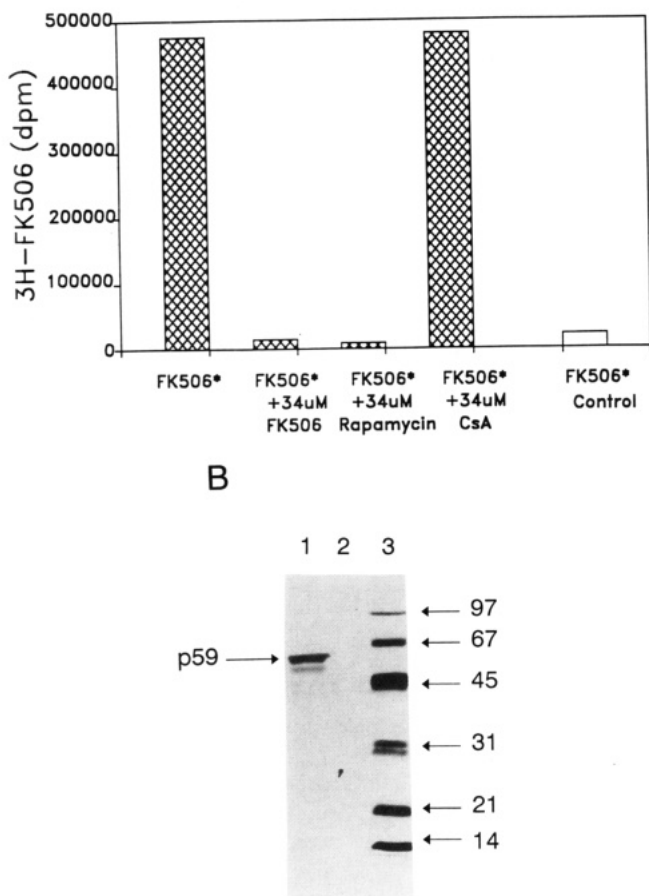 3H-FK506 (dpm)
500000
400000
300000
200000
100000
0
FK506*
FK506*
+34uM
FK506
FK506*
+34uM
Rapamycin
FK506*
+34uM
CsA
FK506*
Control
B
1 2 3
p59
97
67
45
31
21
14